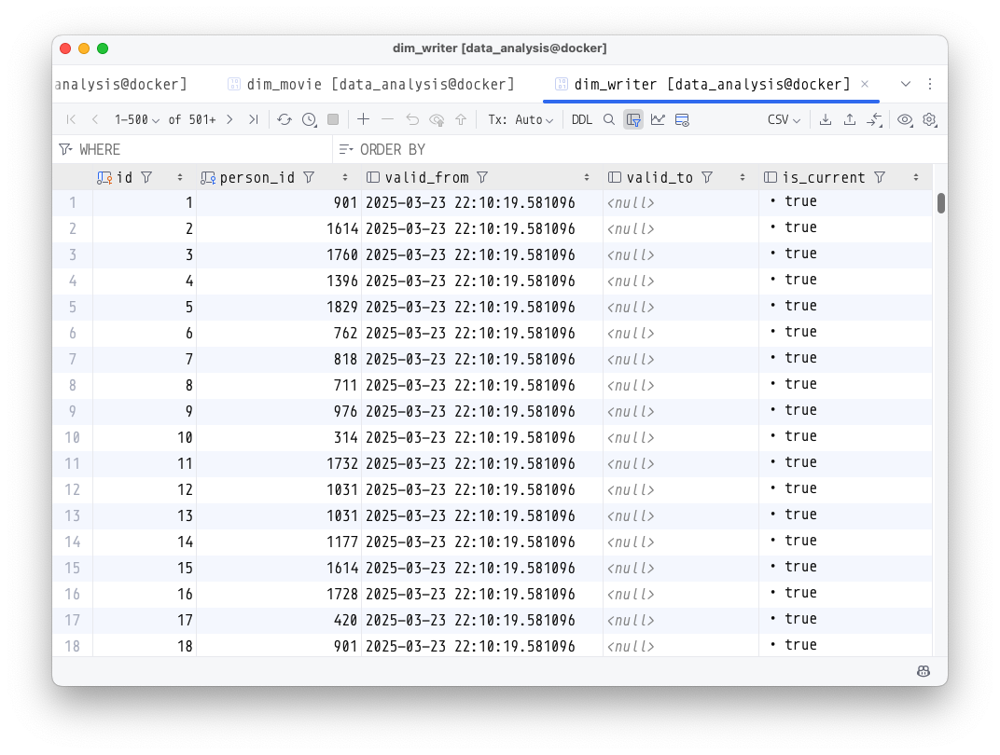 dim_writer [data_analysis@docker]
analysis@docker] dim_movie [data_analysis@docker] dim_writer [data_analysis@docker]
1-500 of 501+ Tx: Auto DDL CSV
WHERE ORDER BY
id person_id valid_from valid_to is_current
1 1 901 2025-03-23 22:10:19.581096 <null> • true
2 2 1614 2025-03-23 22:10:19.581096 <null> • true
3 3 1760 2025-03-23 22:10:19.581096 <null> • true
4 4 1396 2025-03-23 22:10:19.581096 <null> • true
5 5 1829 2025-03-23 22:10:19.581096 <null> • true
6 6 762 2025-03-23 22:10:19.581096 <null> • true
7 7 818 2025-03-23 22:10:19.581096 <null> • true
8 8 711 2025-03-23 22:10:19.581096 <null> • true
9 9 976 2025-03-23 22:10:19.581096 <null> • true
10 10 314 2025-03-23 22:10:19.581096 <null> • true
11 11 1732 2025-03-23 22:10:19.581096 <null> • true
12 12 1031 2025-03-23 22:10:19.581096 <null> • true
13 13 1031 2025-03-23 22:10:19.581096 <null> • true
14 14 1177 2025-03-23 22:10:19.581096 <null> • true
15 15 1614 2025-03-23 22:10:19.581096 <null> • true
16 16 1728 2025-03-23 22:10:19.581096 <null> • true
17 17 420 2025-03-23 22:10:19.581096 <null> • true
18 18 901 2025-03-23 22:10:19.581096 <null> • true